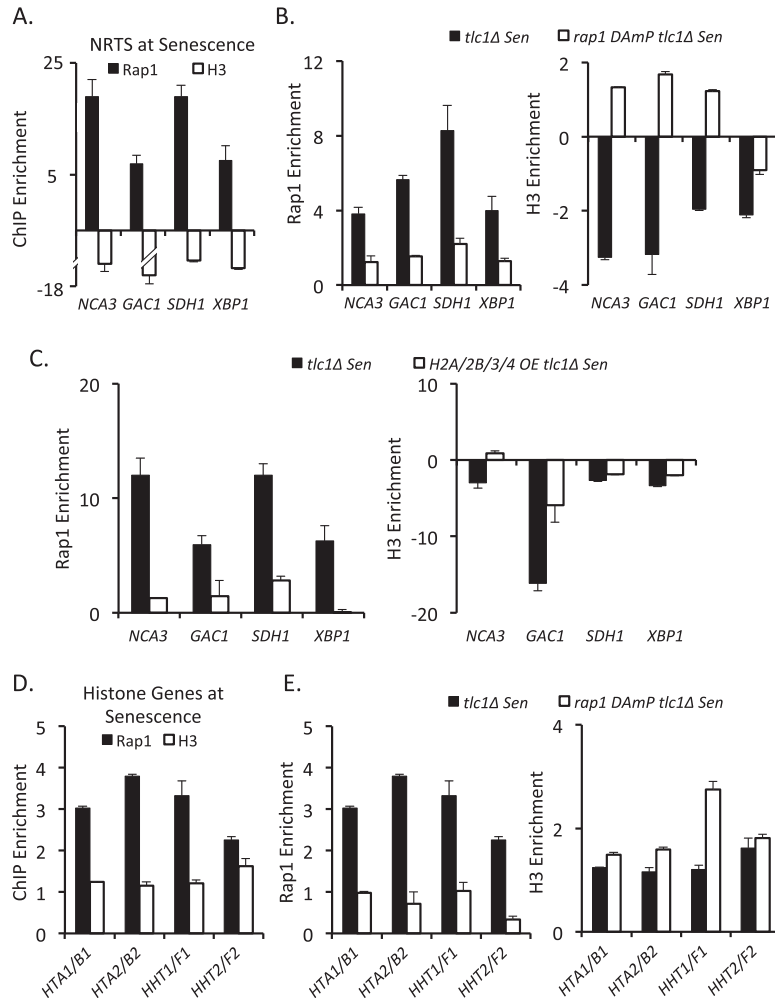 A.
NRTS at Senescence
Rap1 H3
ChIP Enrichment
25
5
-18
NCA3 GAC1 SDH1 XBP1
B.
tlc1Δ Sen rap1 DAmP tlc1Δ Sen
Rap1 Enrichment
12
8
4
0
NCA3 GAC1 SDH1 XBP1
H3 Enrichment
2
0
-2
-4
NCA3 GAC1 SDH1 XBP1
C.
tlc1Δ Sen H2A/2B/3/4 OE tlc1Δ Sen
Rap1 Enrichment
20
10
0
NCA3 GAC1 SDH1 XBP1
H3 Enrichment
10
0
-10
-20
NCA3 GAC1 SDH1 XBP1
D.
Histone Genes at
Senescence
Rap1 H3
ChIP Enrichment
5
4
3
2
1
0
HTA1/B1 HTA2/B2 HHT1/F1 HHT2/F2
E.
tlc1Δ Sen rap1 DAmP tlc1Δ Sen
Rap1 Enrichment
5
4
3
2
1
0
HTA1/B1 HTA2/B2 HHT1/F1 HHT2/F2
H3 Enrichment
4
2
0
HTA1/B1 HTA2/B2 HHT1/F1 HHT2/F2